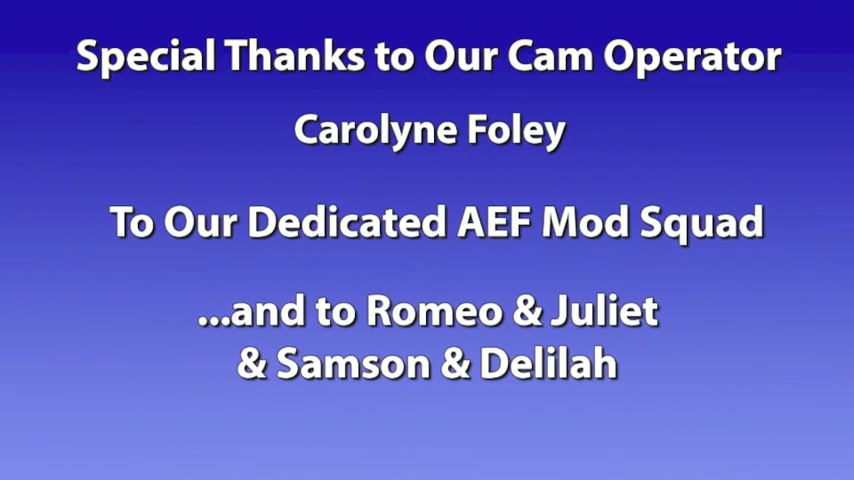 Special Thanks to Our Cam Operator
Carolyne Foley
To Our Dedicated AEF Mod Squad
...and to Romeo & Juliet
& Samson & Delilah